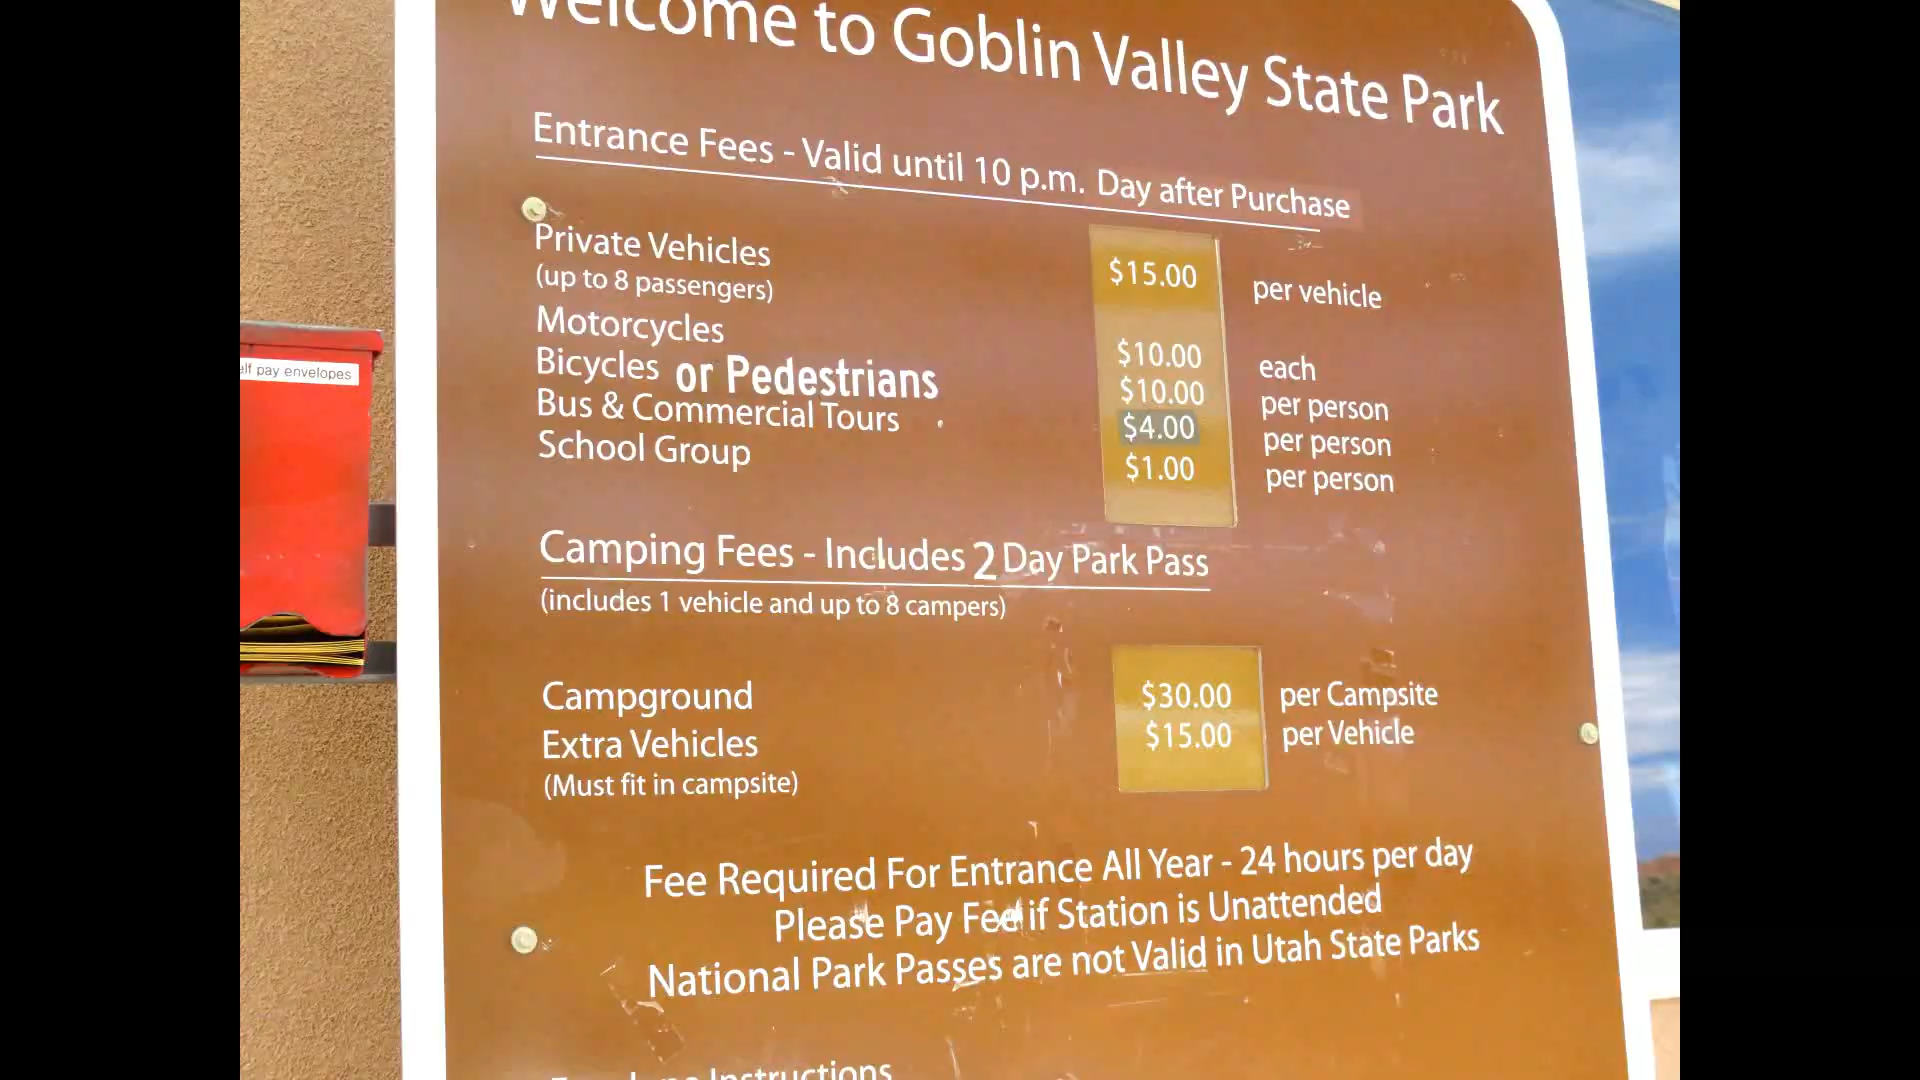 Welcome to Goblin Valley State Park
Entrance Fees - Valid until 10 p.m. Day after Purchase
Private Vehicles $15.00 per vehicle
(up to 8 passengers)
Motorcycles $10.00 each
Bicycles or Pedestrians $10.00 per person
Bus & Commercial Tours $4.00 per person
School Group $1.00 per person
elf pay envelopes
Camping Fees - Includes 2 Day Park Pass
(includes 1 vehicle and up to 8 campers)
Campground $30.00 per Campsite
Extra Vehicles $15.00 per Vehicle
(Must fit in campsite)
Fee Required For Entrance All Year - 24 hours per day
Please Pay Fee if Station is Unattended
National Park Passes are not Valid in Utah State Parks
Instructions